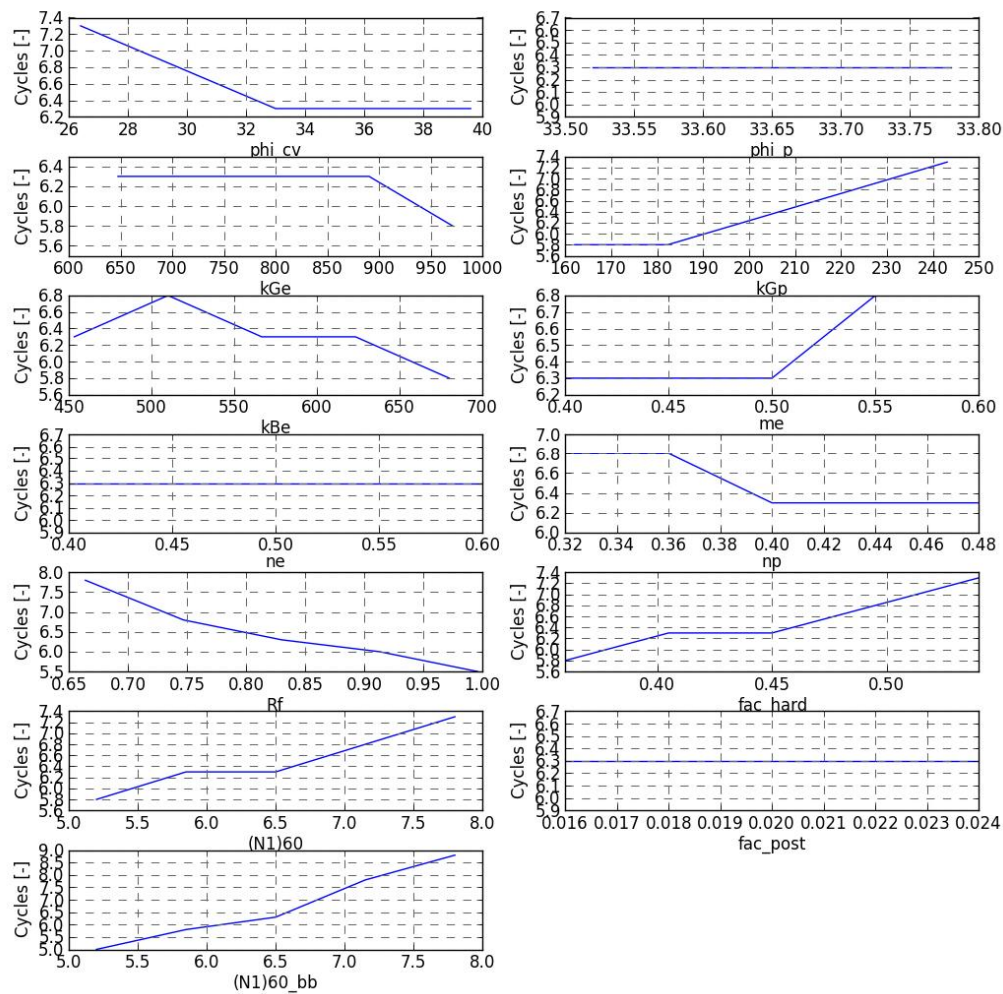 Cycles [-]
7.4
7.2
7.0
6.8
6.6
6.4
6.2
26 28 30 32 34 36 38 40
phi_cv
Cycles [-]
6.7
6.6
6.5
6.4
6.3
6.2
6.1
6.0
5.9
33.50 33.55 33.60 33.65 33.70 33.75 33.80
phi_p
Cycles [-]
6.4
6.2
6.0
5.8
5.6
600 650 700 750 800 850 900 950 1000
kGe
Cycles [-]
7.4
7.2
7.0
6.8
6.6
6.4
6.2
6.0
5.8
5.6
160 170 180 190 200 210 220 230 240 250
kGp
Cycles [-]
6.8
6.6
6.4
6.2
6.0
5.8
5.6
450 500 550 600 650 700
kBe
Cycles [-]
6.8
6.7
6.6
6.5
6.4
6.3
6.2
0.40 0.45 0.50 0.55 0.60
me
Cycles [-]
6.7
6.6
6.5
6.4
6.3
6.2
6.1
6.0
5.9
0.40 0.45 0.50 0.55 0.60
ne
Cycles [-]
7.0
6.8
6.6
6.4
6.2
6.0
0.32 0.34 0.36 0.38 0.40 0.42 0.44 0.46 0.48
np
Cycles [-]
8.0
7.5
7.0
6.5
6.0
5.5
0.65 0.70 0.75 0.80 0.85 0.90 0.95 1.00
Rf
Cycles [-]
7.4
7.2
7.0
6.8
6.6
6.4
6.2
6.0
5.8
5.6
0.40 0.45 0.50
fac_hard
Cycles [-]
7.4
7.2
7.0
6.8
6.6
6.4
6.2
6.0
5.8
5.6
5.0 5.5 6.0 6.5 7.0 7.5 8.0
(N1)60
Cycles [-]
6.7
6.6
6.5
6.4
6.3
6.2
6.1
6.0
5.9
0.016 0.017 0.018 0.019 0.020 0.021 0.022 0.023 0.024
fac_post
Cycles [-]
9.0
8.5
8.0
7.5
7.0
6.5
6.0
5.5
5.0
5.0 5.5 6.0 6.5 7.0 7.5 8.0
(N1)60_bb